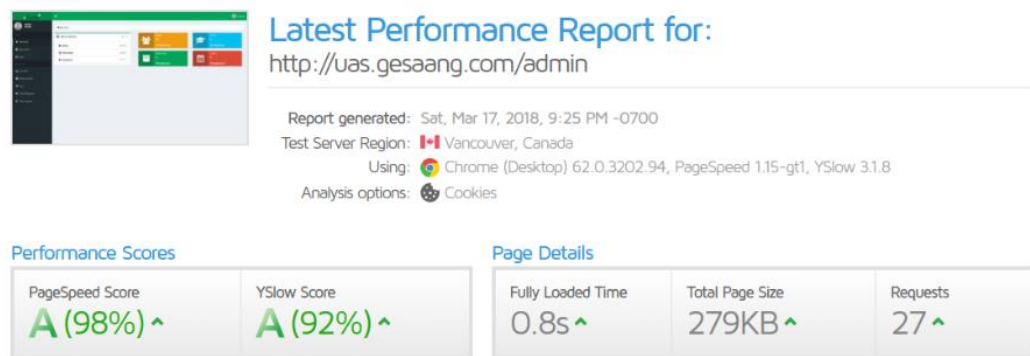 Latest Performance Report for:
http://uas.gesaang.com/admin
Report generated: Sat, Mar 17, 2018, 9:25 PM -0700
Test Server Region: Vancouver, Canada
Using: Chrome (Desktop) 62.0.3202.94, PageSpeed 1.15-gt1, YSlow 3.1.8
Analysis options: Cookies
Performance Scores
PageSpeed Score
A (98%)
YSlow Score
A (92%)
Page Details
Fully Loaded Time
0.8s
Total Page Size
279KB
Requests
27